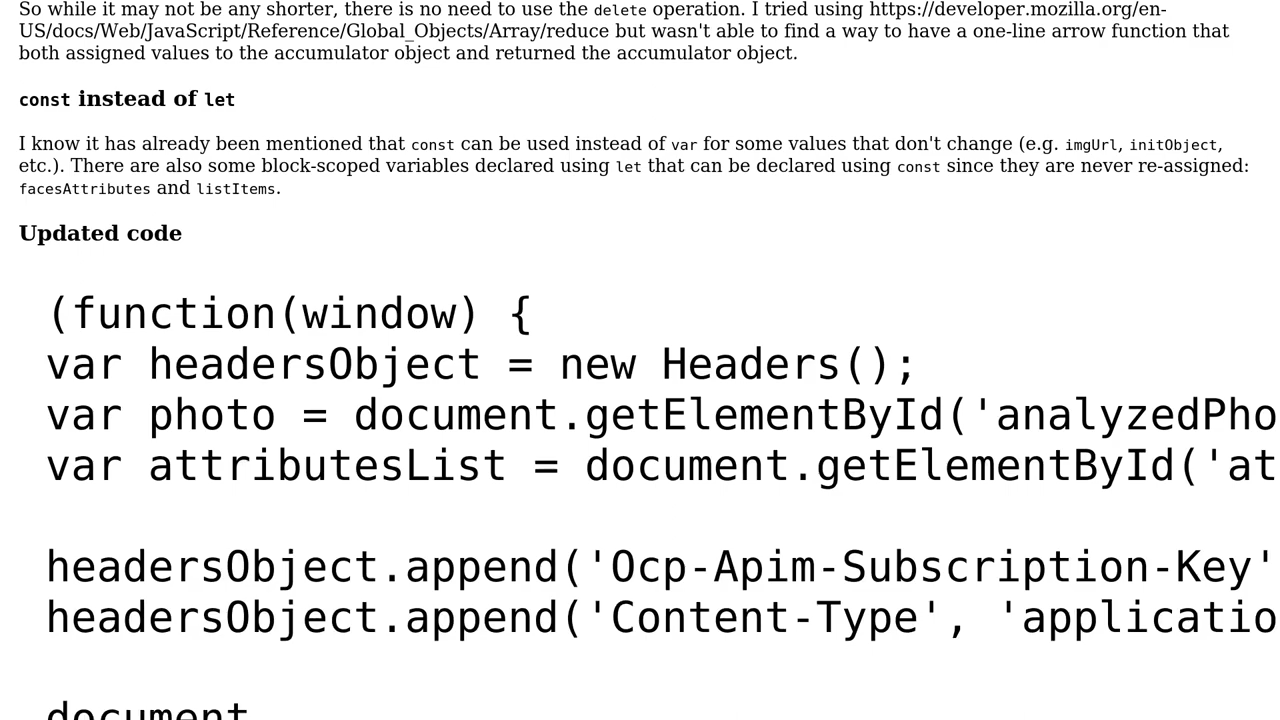 So while it may not be any shorter, there is no need to use the delete operation. I tried using https://developer.mozilla.org/en-
US/docs/Web/JavaScript/Reference/Global_Objects/Array/reduce but wasn't able to find a way to have a one-line arrow function that
both assigned values to the accumulator object and returned the accumulator object.
const instead of let
I know it has already been mentioned that const can be used instead of var for some values that don't change (e.g. imgUrl, initObject,
etc.). There are also some block-scoped variables declared using let that can be declared using const since they are never re-assigned:
facesAttributes and listItems.
Updated code
(function(window) {
var headersObject = new Headers();
var photo = document.getElementById('analyzedPho
var attributesList = document.getElementById('at
headersObject.append('Ocp-Apim-Subscription-Key'
headersObject.append('Content-Type', 'applicatio
document